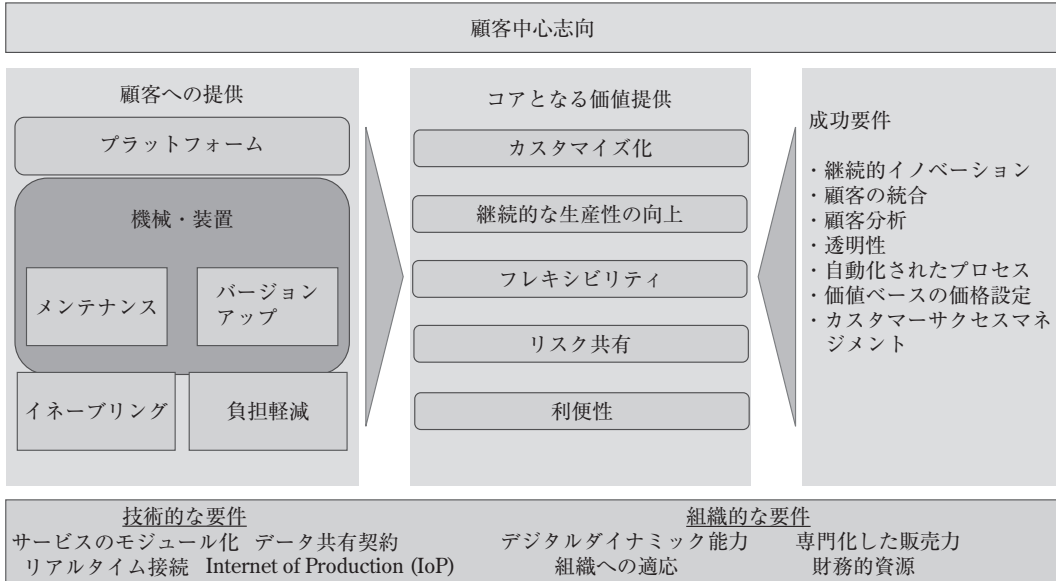 顧客中心志向
顧客への提供
プラットフォーム
機械・装置
メンテナンス
バージョン
アップ
イネーブリング
負担軽減
コアとなる価値提供
カスタマイズ化
継続的な生産性の向上
フレキシビリティ
リスク共有
利便性
成功要件
・継続的イノベーション
・顧客の統合
・顧客分析
・透明性
・自動化されたプロセス
・価値ベースの価格設定
・カスタマーサクセスマネ
ジメント
技術的な要件
サービスのモジュール化 データ共有契約
リアルタイム接続 Internet of Production (IoP)
組織的な要件
デジタルダイナミック能力 専門化した販売力
組織への適応 財務的資源